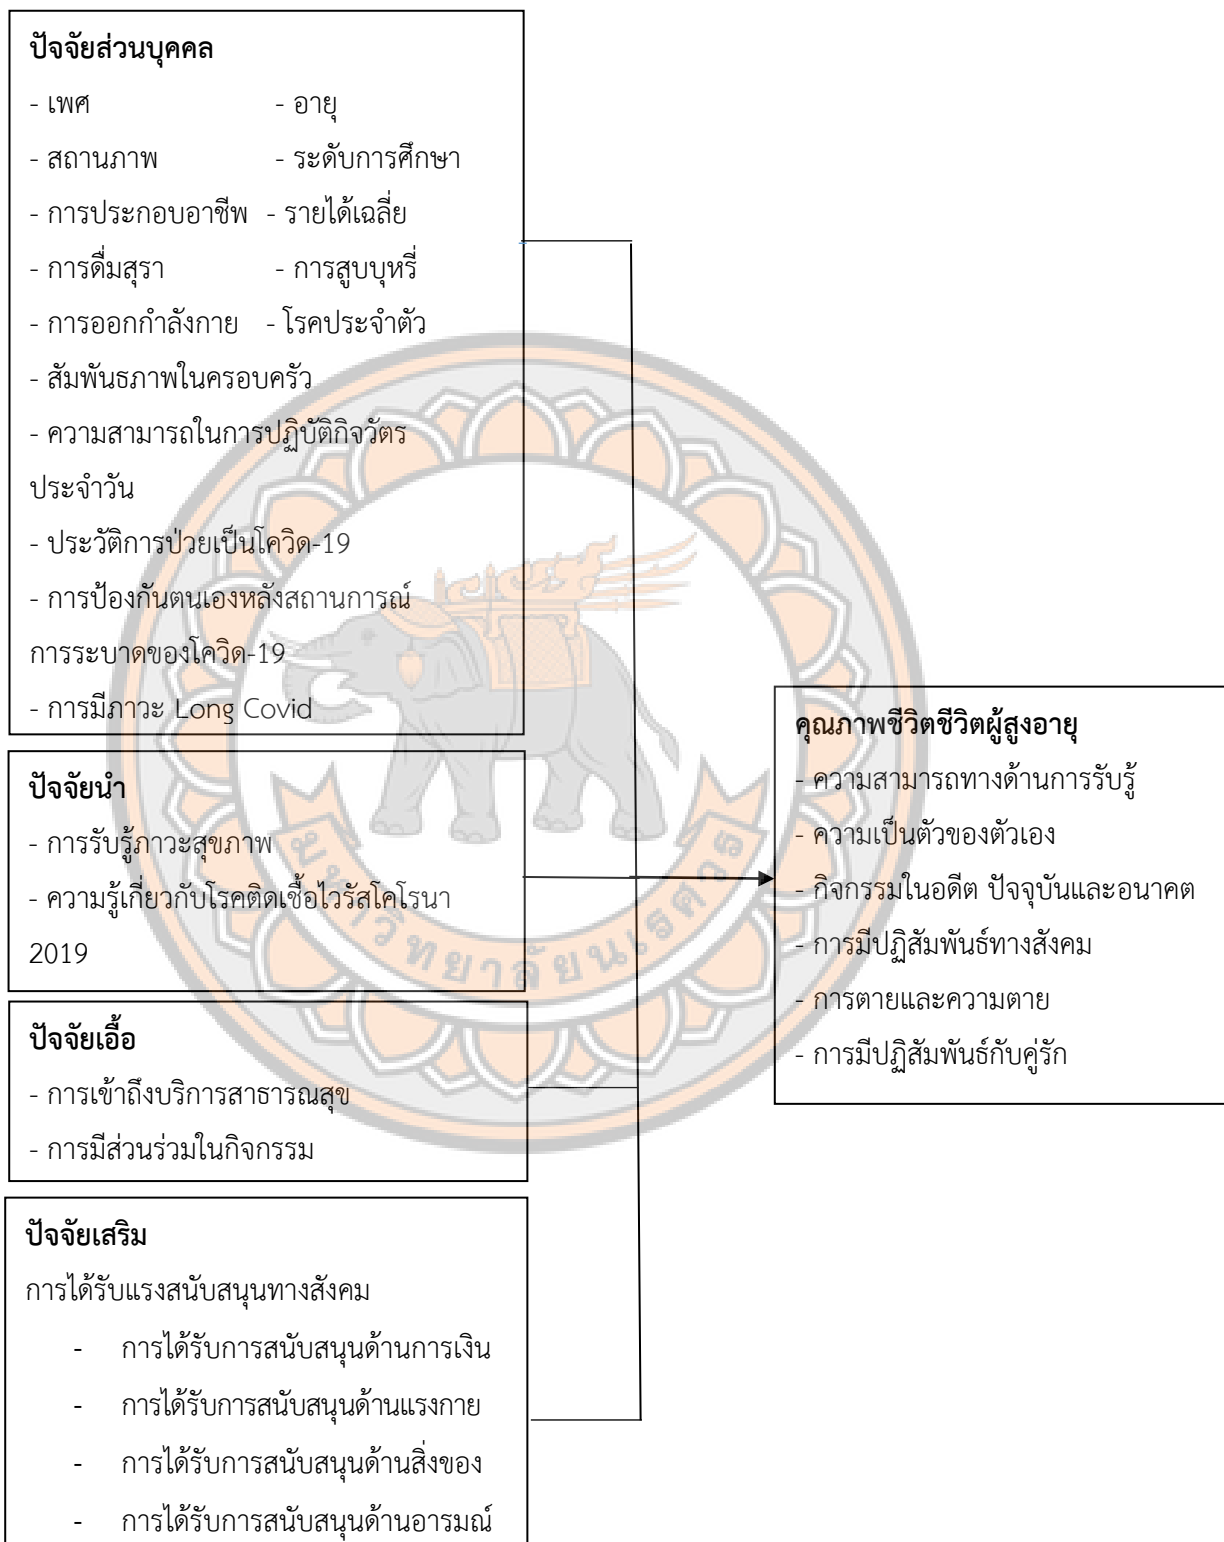 ปัจจัยส่วนบุคคล
- เพศ - อายุ
- สถานภาพ - ระดับการศึกษา
- การประกอบอาชีพ - รายได้เฉลี่ย
- การดื่มสุรา - การสูบบุหรี่
- การออกกำลังกาย - โรคประจำตัว
- สัมพันธภาพในครอบครัว
- ความสามารถในการปฏิบัติกิจวัตร
ประจำวัน
- ประวัติการป่วยเป็นโควิด-19
- การป้องกันตนเองหลังสถานการณ์
การระบาดของโควิด-19
- การมีภาวะ Long Covid
ปัจจัยนำ
- การรับรู้ภาวะสุขภาพ
- ความรู้เกี่ยวกับโรคติดเชื้อไวรัสโคโรนา
2019
ปัจจัยเอื้อ
- การเข้าถึงบริการสาธารณสุข
- การมีส่วนร่วมในกิจกรรม
ปัจจัยเสริม
การได้รับแรงสนับสนุนทางสังคม
- การได้รับการสนับสนุนด้านการเงิน
- การได้รับการสนับสนุนด้านแรงกาย
- การได้รับการสนับสนุนด้านสิ่งของ
- การได้รับการสนับสนุนด้านอารมณ์
คุณภาพชีวิตชีวิตผู้สูงอายุ
- ความสามารถทางด้านการรับรู้
- ความเป็นตัวของตัวเอง
- กิจกรรมในอดีต ปัจจุบันและอนาคต
- การมีปฏิสัมพันธ์ทางสังคม
- การตายและความตาย
- การมีปฏิสัมพันธ์กับคู่รัก
มหาวิทยาลัยนเรศวร